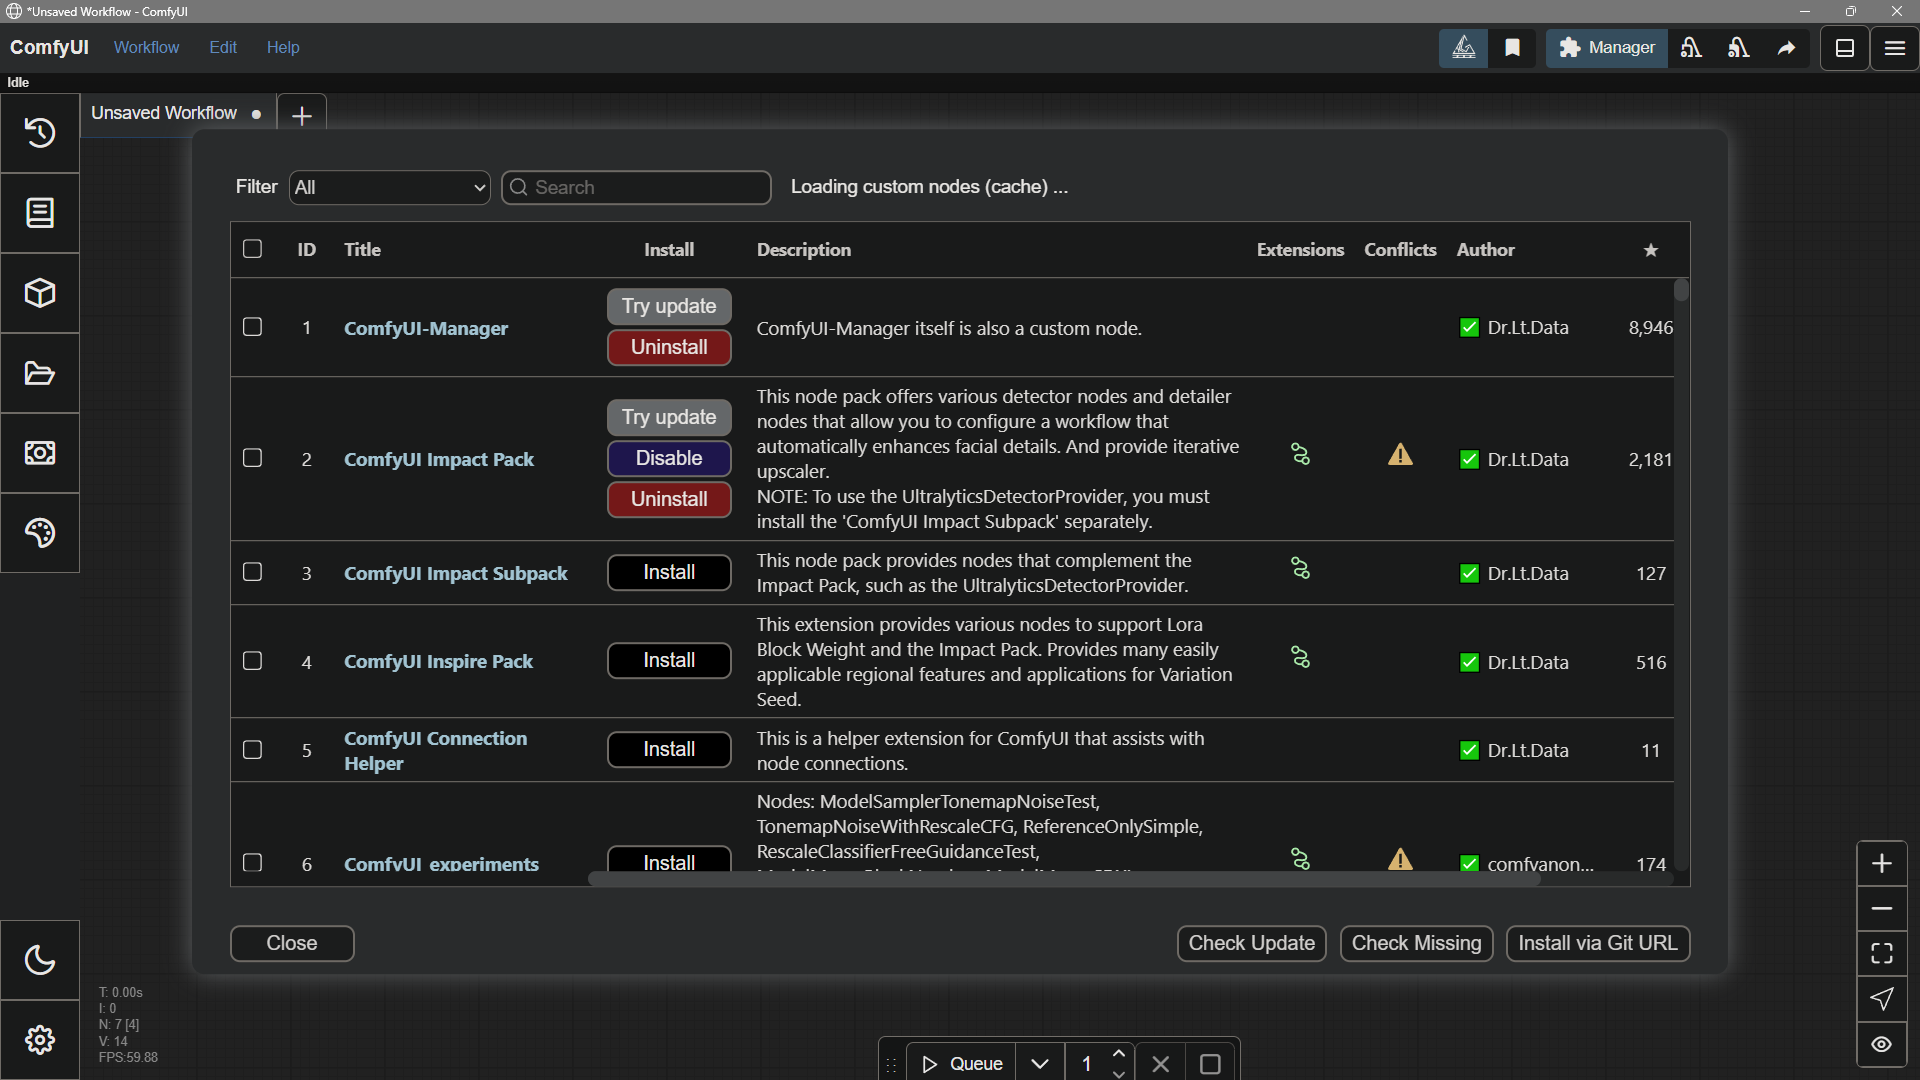 *Unsaved Workflow - ComfyUI
ComfyUI Workflow Edit Help
Manager
Idle
Unsaved Workflow
Filter All Search Loading custom nodes (cache) ...
ID Title Install Description Extensions Conflicts Author ★
1 ComfyUI-Manager Try update Uninstall ComfyUI-Manager itself is also a custom node. Dr.Lt.Data 8,946
2 ComfyUI Impact Pack Try update Disable Uninstall
This node pack offers various detector nodes and detailer
nodes that allow you to configure a workflow that
automatically enhances facial details. And provide iterative
upscaler.
NOTE: To use the UltralyticsDetectorProvider, you must
install the 'ComfyUI Impact Subpack' separately.
Dr.Lt.Data 2,181
3 ComfyUI Impact Subpack Install
This node pack provides nodes that complement the
Impact Pack, such as the UltralyticsDetectorProvider.
Dr.Lt.Data 127
4 ComfyUI Inspire Pack Install
This extension provides various nodes to support Lora
Block Weight and the Impact Pack. Provides many easily
applicable regional features and applications for Variation
Seed.
Dr.Lt.Data 516
5 ComfyUI Connection
Helper
Install
This is a helper extension for ComfyUI that assists with
node connections.
Dr.Lt.Data 11
6 ComfyUI experiments Install
Nodes: ModelSamplerTonemapNoiseTest,
TonemapNoiseWithRescaleCFG, ReferenceOnlySimple,
RescaleClassifierFreeGuidanceTest,
comfyanon... 174
Close Check Update Check Missing Install via Git URL
T: 0.00s
I: 0
N: 7 [4]
V: 14
FPS:59.88
Queue 1